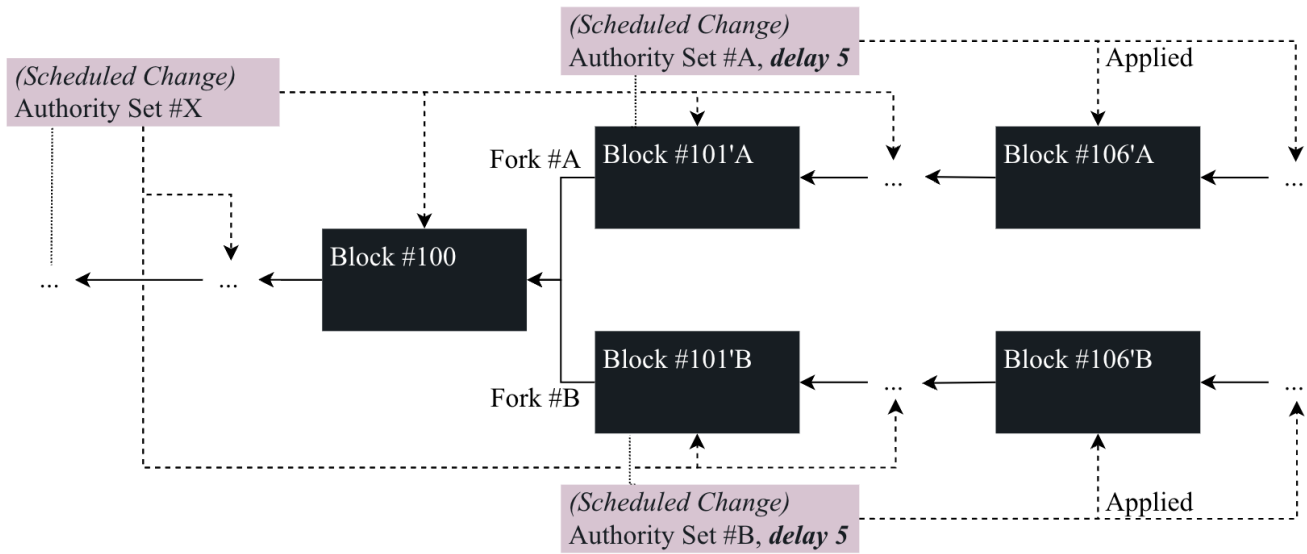 (Scheduled Change)
Authority Set #A, delay 5
Applied
(Scheduled Change)
Authority Set #X
Fork #A
Block #101'A
...
Block #106'A
...
Block #100
...
...
Block #101'B
...
Block #106'B
...
Fork #B
(Scheduled Change)
Authority Set #B, delay 5
Applied